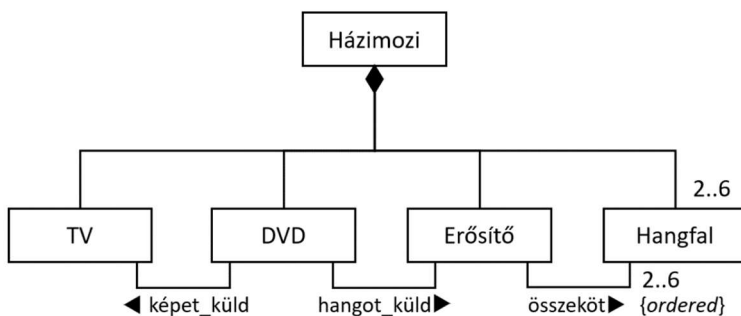 Házimozi
2..6
TV DVD Erősítő Hangfal
2..6
◀ képet_küld hangot_küld▶ összeköt ▶ {ordered}